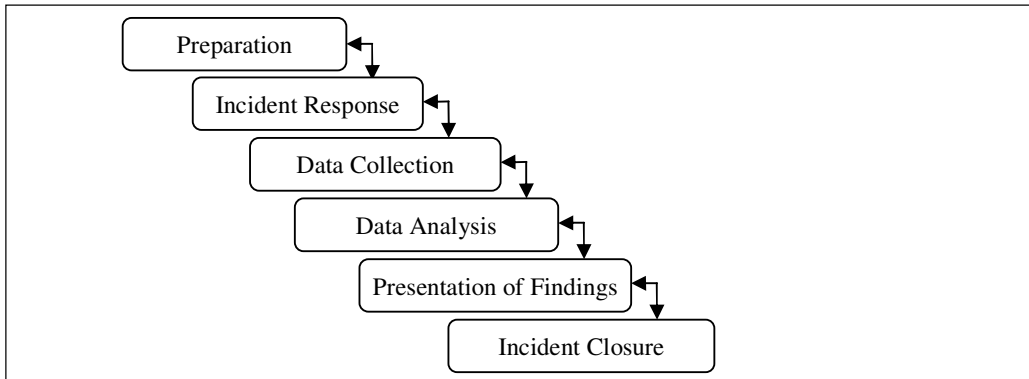 Preparation
Incident Response
Data Collection
Data Analysis
Presentation of Findings
Incident Closure